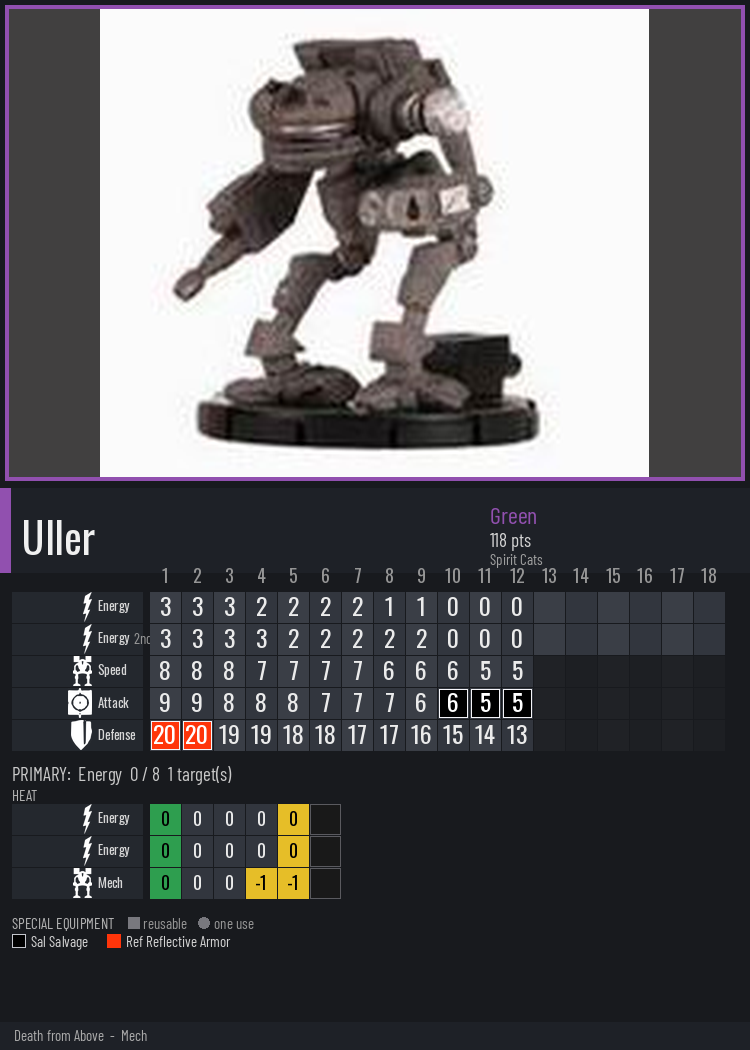 Uller
Green
118 pts
Spirit Cats
1 2 3 4 5 6 7 8 9 10 11 12 13 14 15 16 17 18
Energy 3 3 3 2 2 2 2 1 1 0 0 0
Energy 2nd 3 3 3 3 2 2 2 2 2 0 0 0
Speed 8 8 8 7 7 7 7 6 6 6 5 5
Attack 9 9 8 8 8 7 7 7 6 6 5 5
Defense 20 20 19 19 18 18 17 17 16 15 14 13
PRIMARY: Energy 0 / 8 1 target(s)
HEAT
Energy 0 0 0 0 0
Energy 0 0 0 0 0
Mech 0 0 0 -1 -1
SPECIAL EQUIPMENT reusable one use
Sal Salvage Ref Reflective Armor
Death from Above - Mech